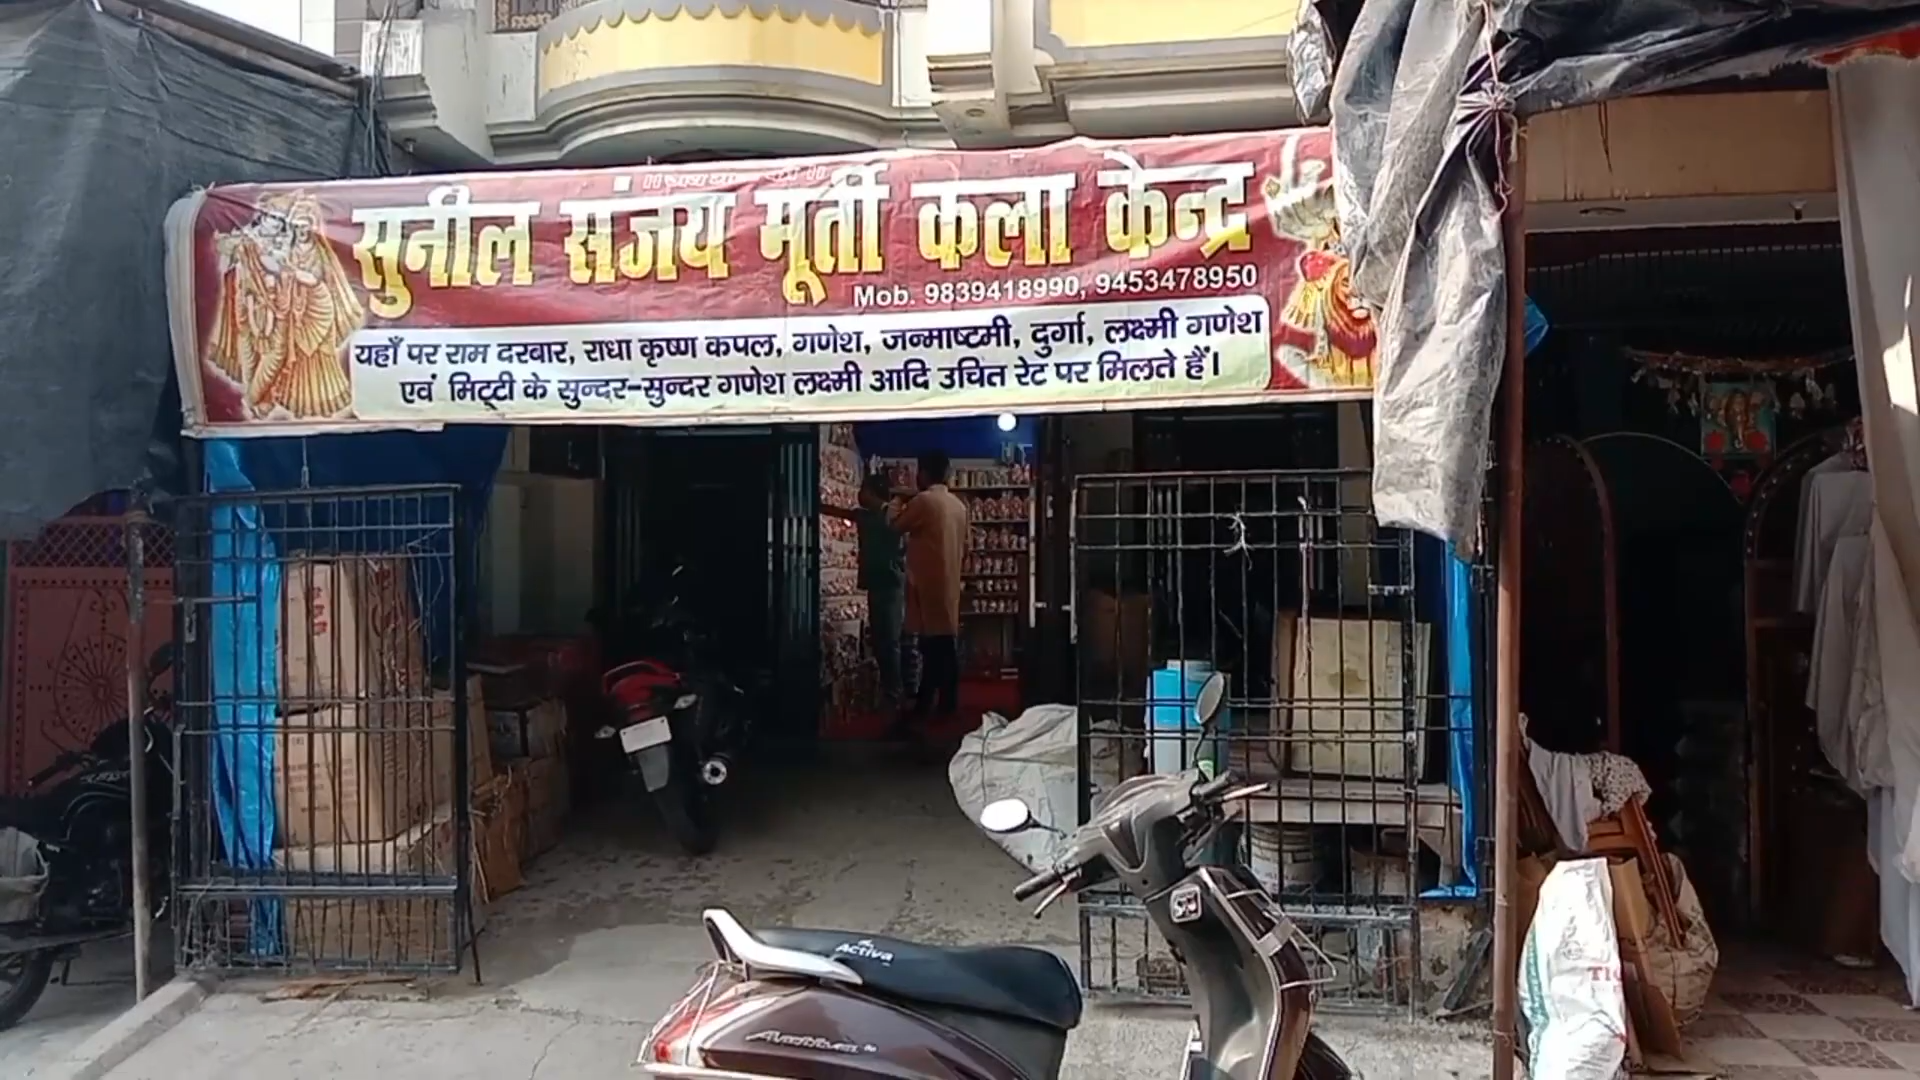 सुनील संजय मूर्ती कला केन्द्र
Mob. 9839418990, 9453478950
यहाँ पर राम दरबार, राधा कृष्ण कपल, गणेश, जन्माष्टमी, दुर्गा, लक्ष्मी गणेश
एवं मिट्टी के सुन्दर-सुन्दर गणेश लक्ष्मी आदि उचित रेट पर मिलते हैं।
Activa
Activa